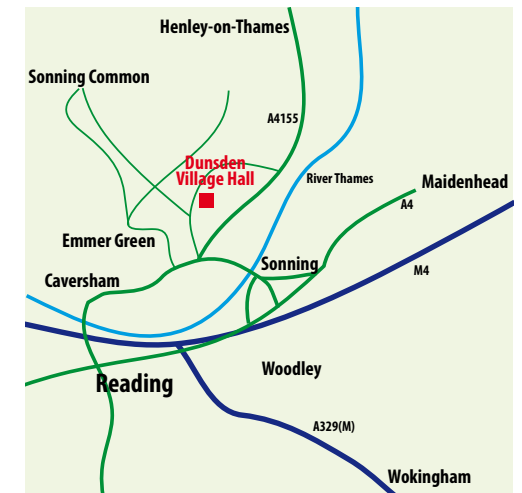 Henley-on-Thames
Sonning Common
A4155
Dunsden
Village Hall
River Thames
Maidenhead
A4
Emmer Green
Sonning
M4
Caversham
Woodley
Reading
A329(M)
Wokingham